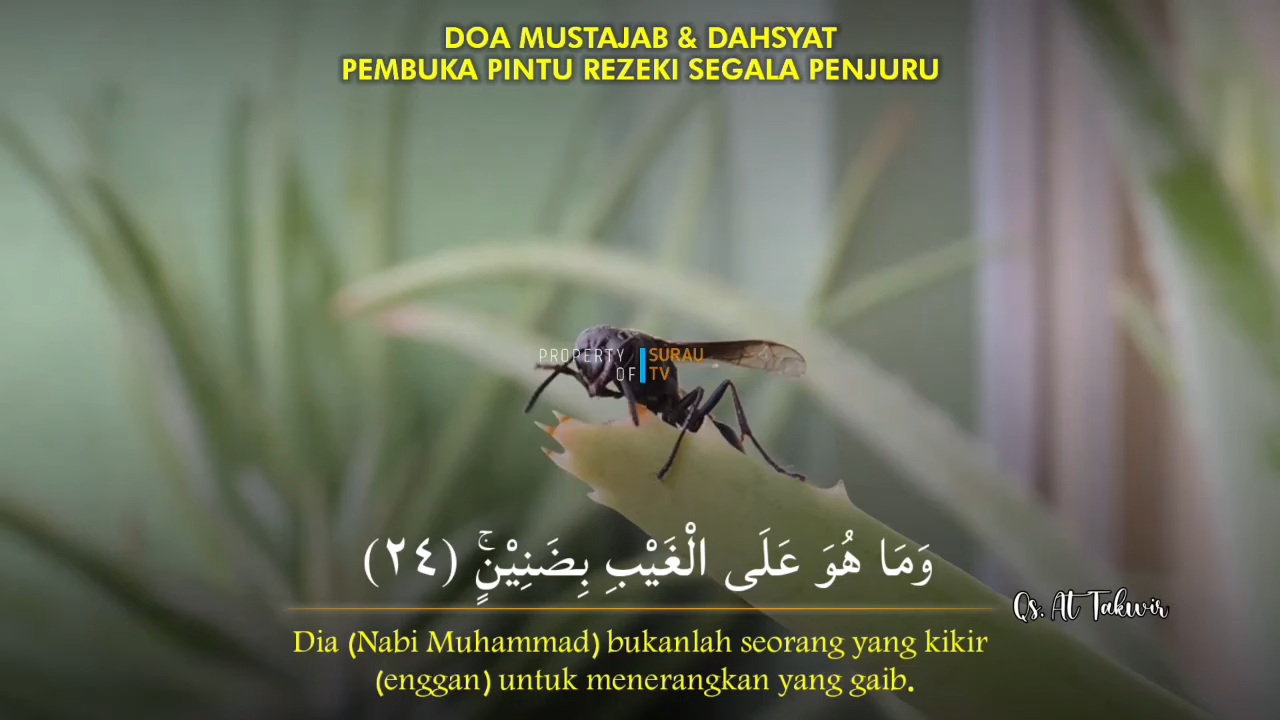 DOA MUSTAJAB & DAHSYAT
PEMBUKA PINTU REZEKI SEGALA PENJURU
PROPERTY OF SURAU TV
وَمَا هُوَ عَلَى الْغَيْبِ بِضَنِيْنٍۚ (٢٤)
Qs. At Takwir
Dia (Nabi Muhammad) bukanlah seorang yang kikir
(enggan) untuk menerangkan yang gaib.